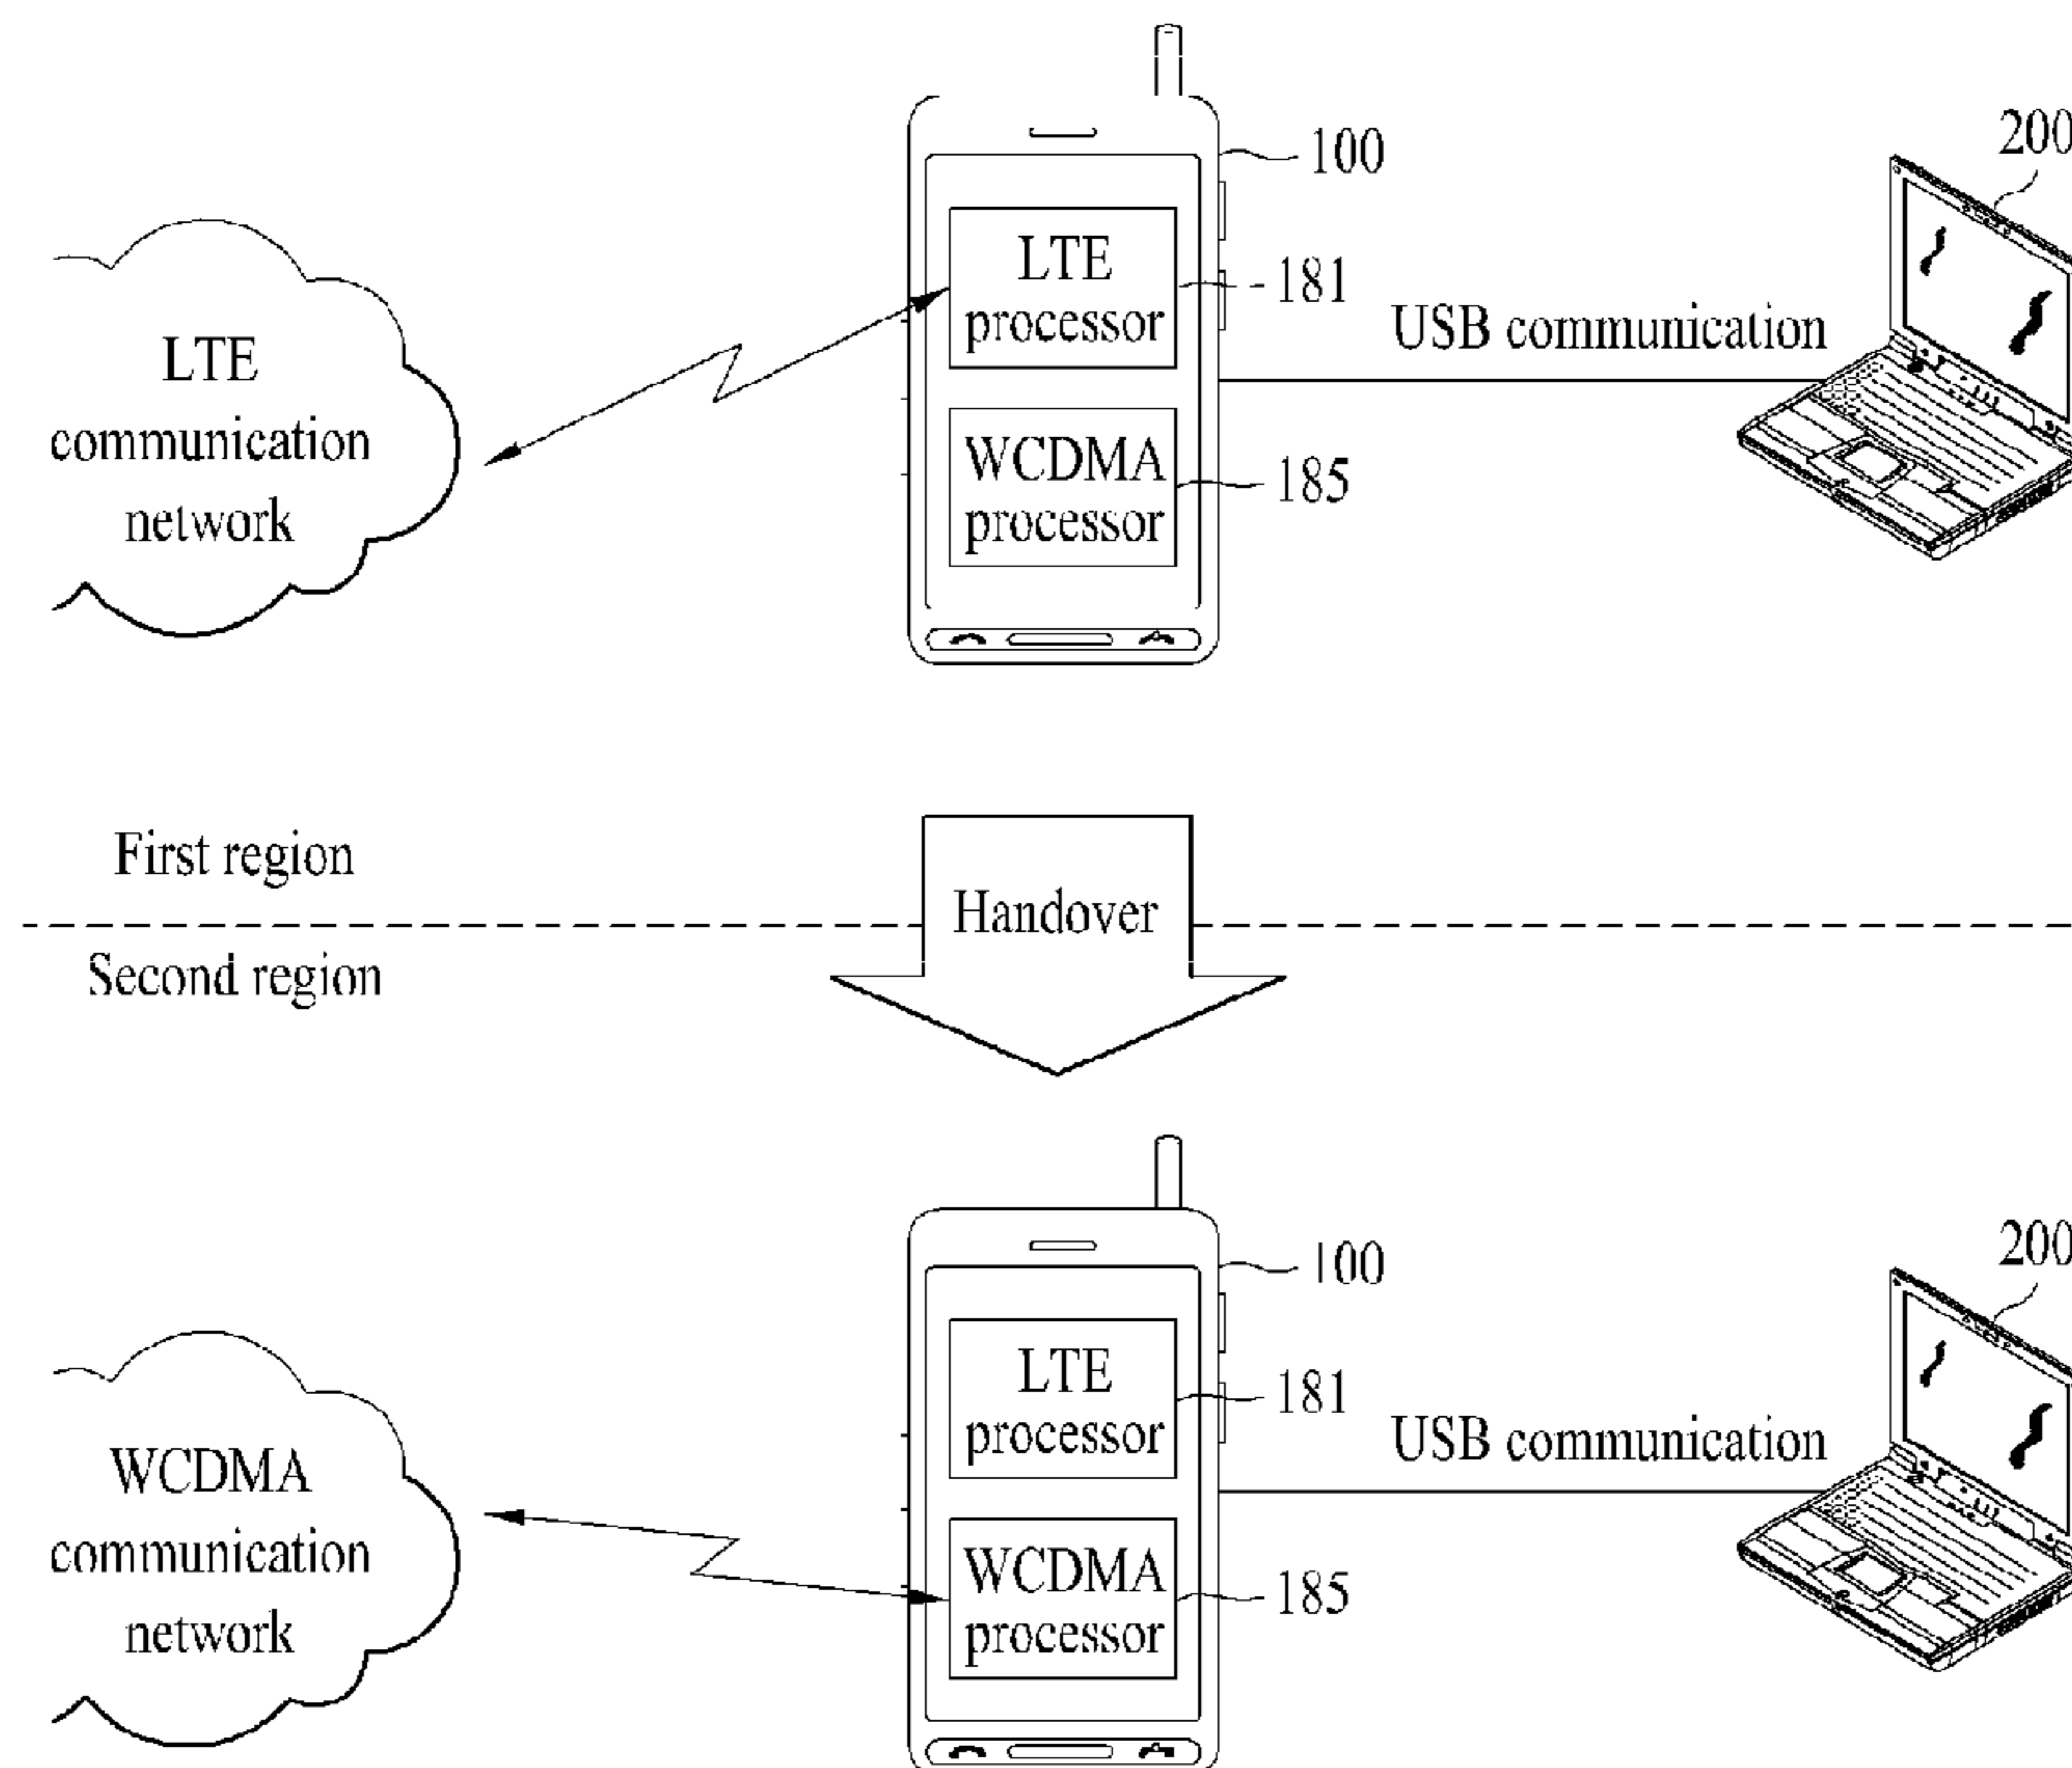 200
100
LTE
processor
181
LTE
communication
network
USB communication
WCDMA
processor
185
First region
Handover
Second region
200
100
LTE
processor
181
USB communication
WCDMA
communication
network
WCDMA
processor
185